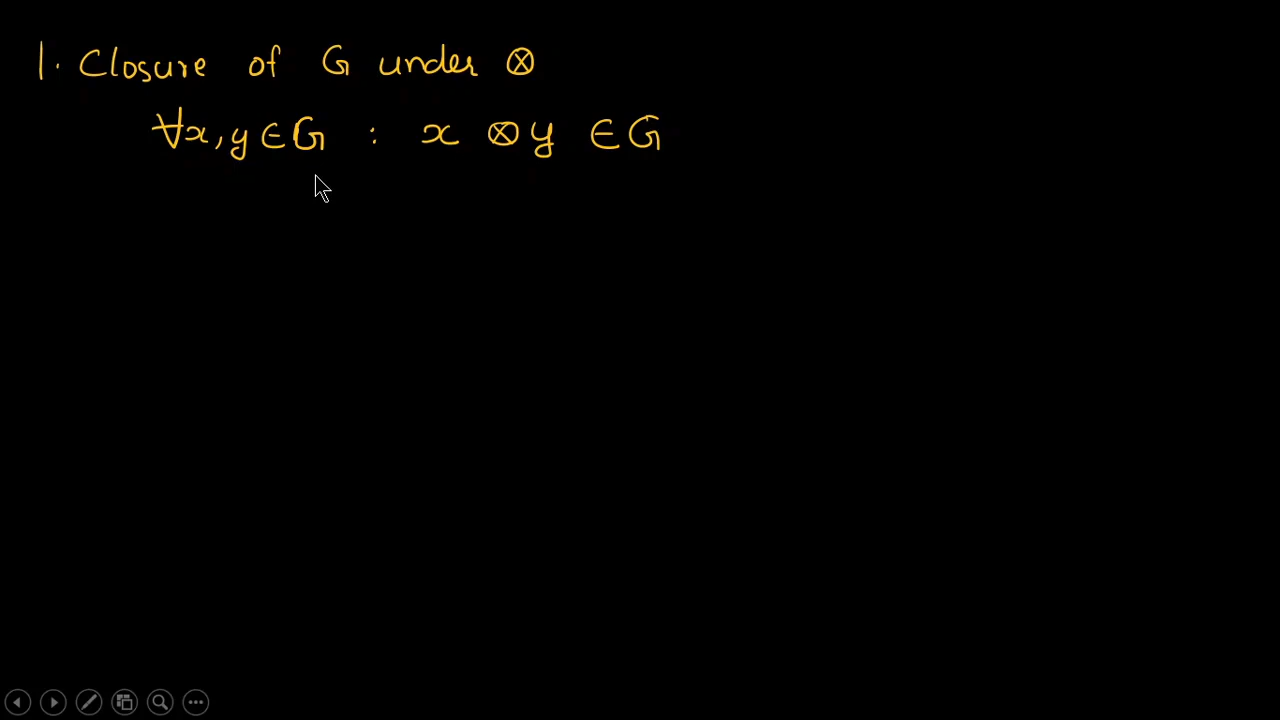 1. Closure of G under ⊗
∀x, y ∈ G : x ⊗ y ∈ G